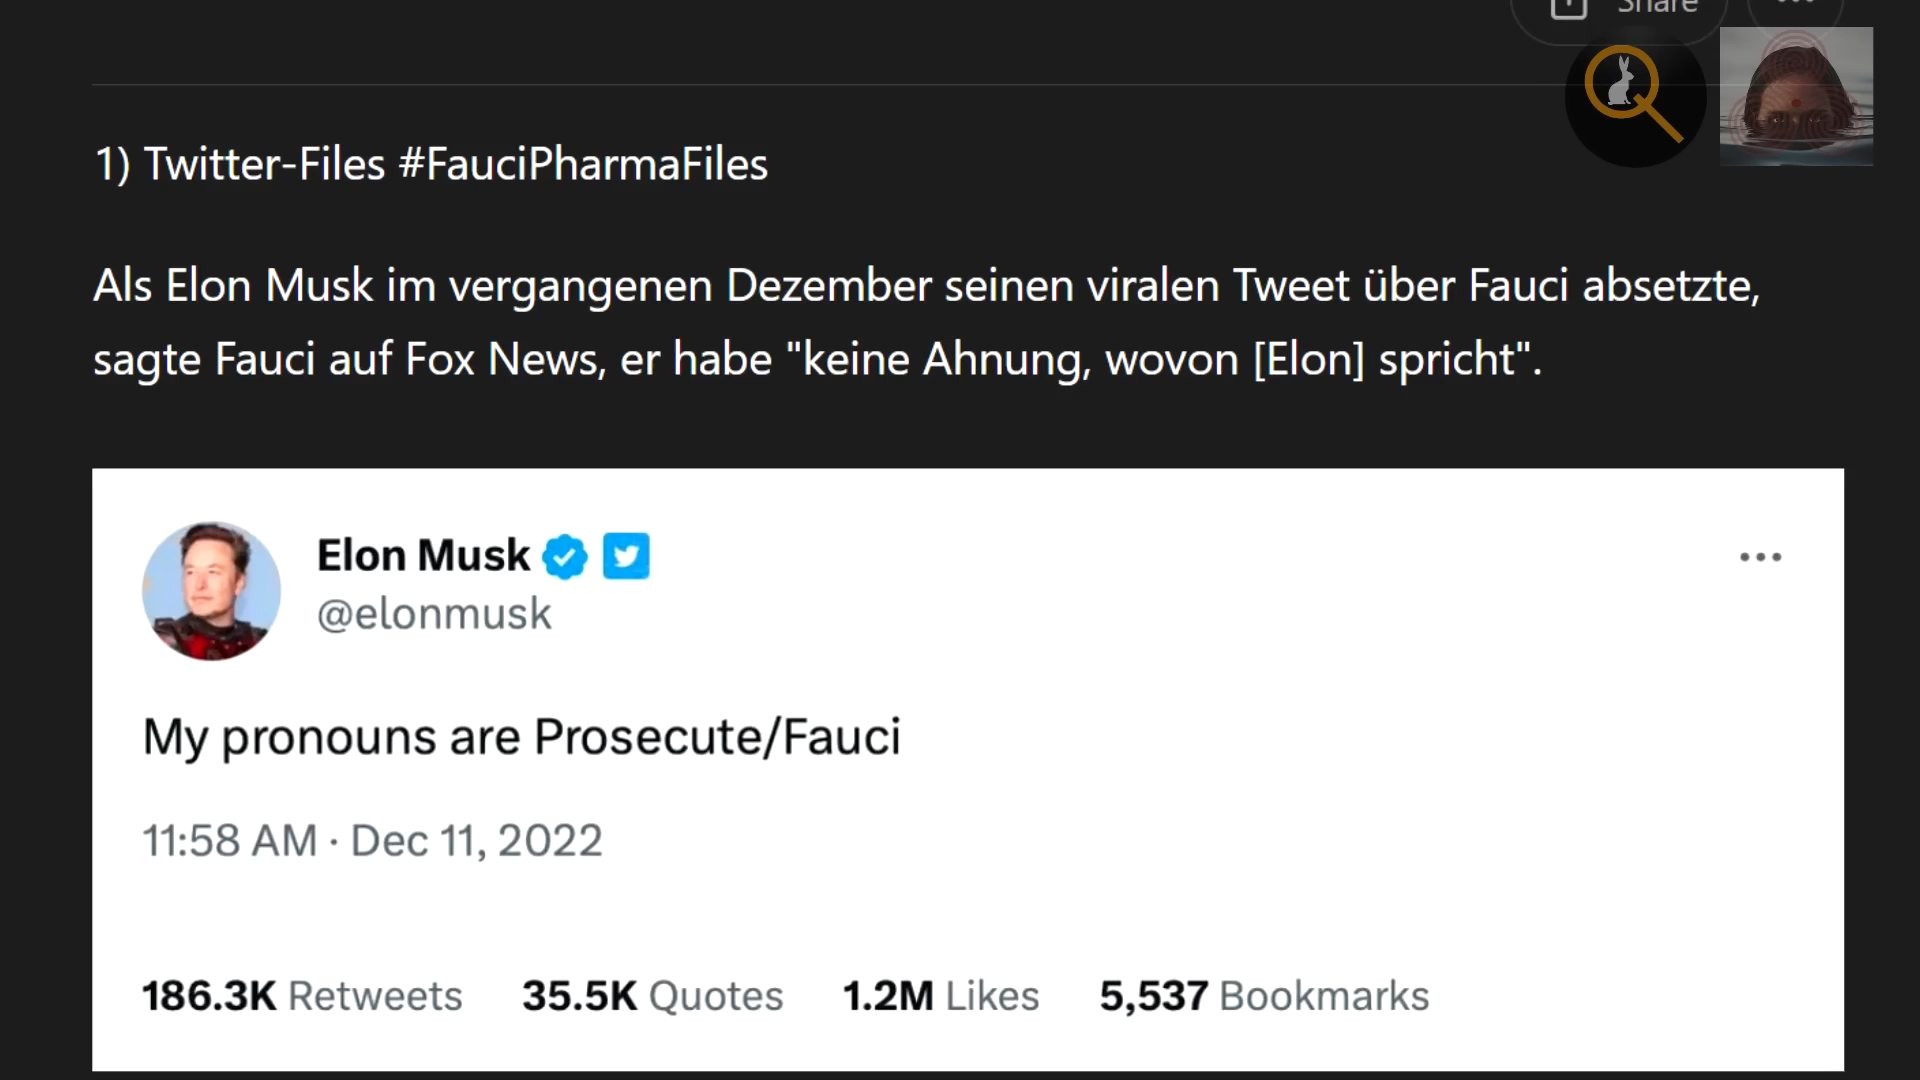 Share
1) Twitter-Files #FauciPharmaFiles
Als Elon Musk im vergangenen Dezember seinen viralen Tweet über Fauci absetzte,
sagte Fauci auf Fox News, er habe "keine Ahnung, wovon [Elon] spricht".
Elon Musk
@elonmusk
My pronouns are Prosecute/Fauci
11:58 AM · Dec 11, 2022
186.3K Retweets 35.5K Quotes 1.2M Likes 5,537 Bookmarks